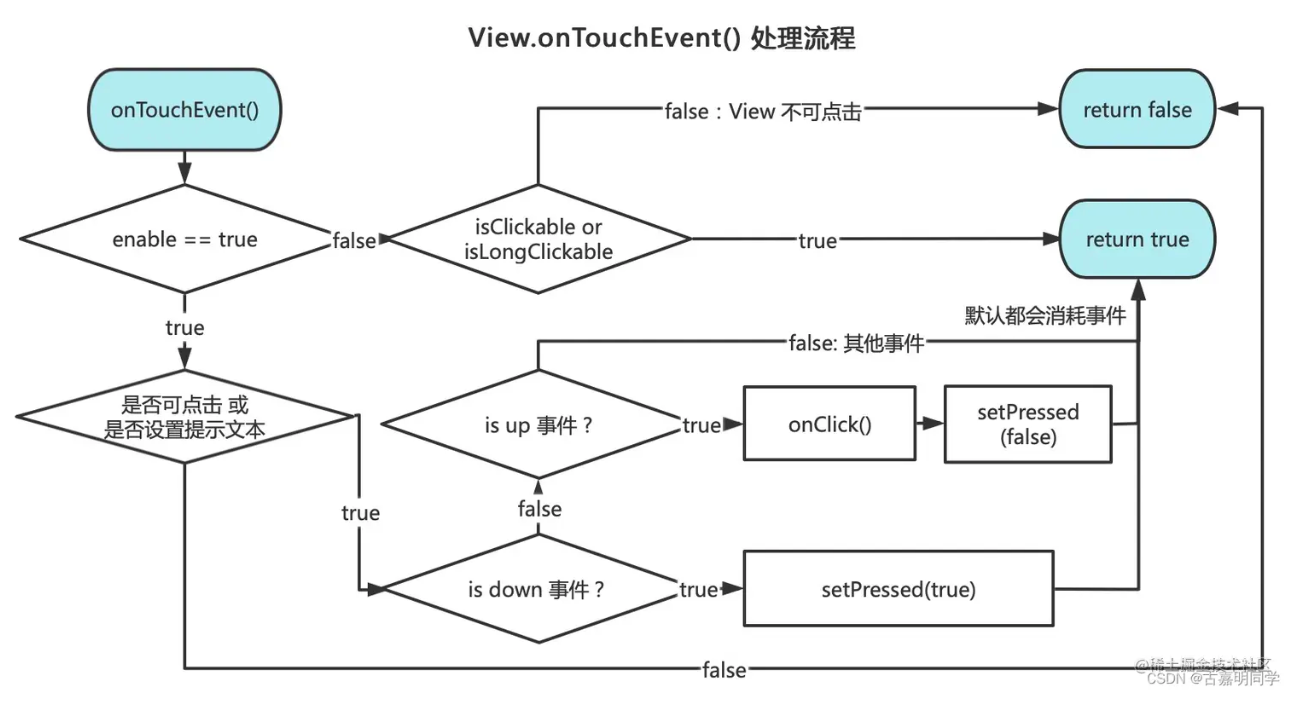 View.onTouchEvent() 处理流程
onTouchEvent()
false：View 不可点击
return false
enable == true
false
isClickable or
isLongClickable
true
return true
true
默认都会消耗事件
false: 其他事件
是否可点击 或
是否设置提示文本
is up 事件？
true
onClick()
setPressed
(false)
true
false
is down 事件？
true
setPressed(true)
false
@稀土掘金技术社区
CSDN @古嘉明同学